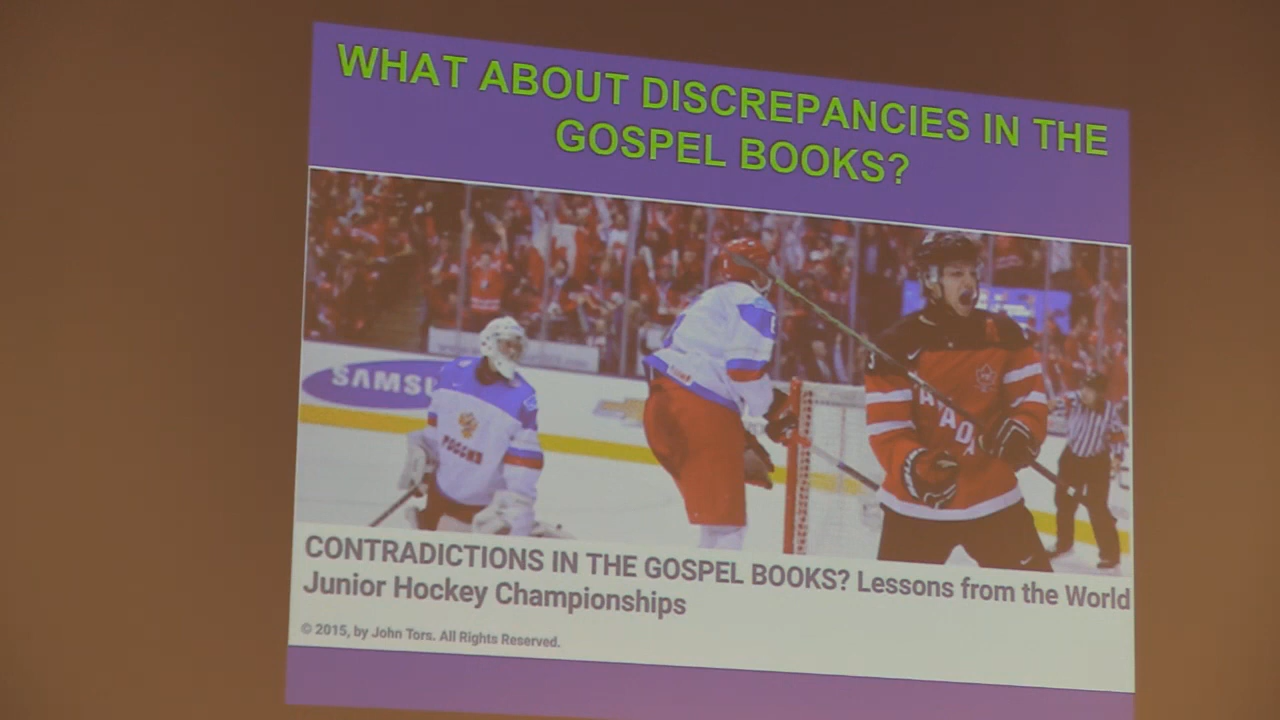 WHAT ABOUT DISCREPANCIES IN THE
GOSPEL BOOKS?
SAMSU
РОССИЯ
ANADA
CONTRADICTIONS IN THE GOSPEL BOOKS? Lessons from the World
Junior Hockey Championships
© 2015, by John Tors. All Rights Reserved.